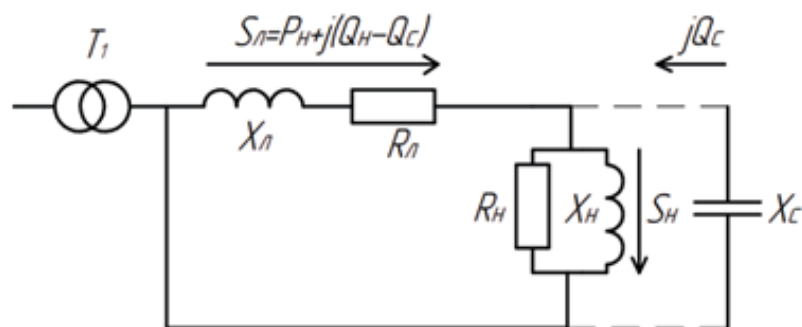 T₁
Sл=Pн+j(Qн-Qc)
jQc
Xл
Rл
Rн
Xн
Sн
Xc